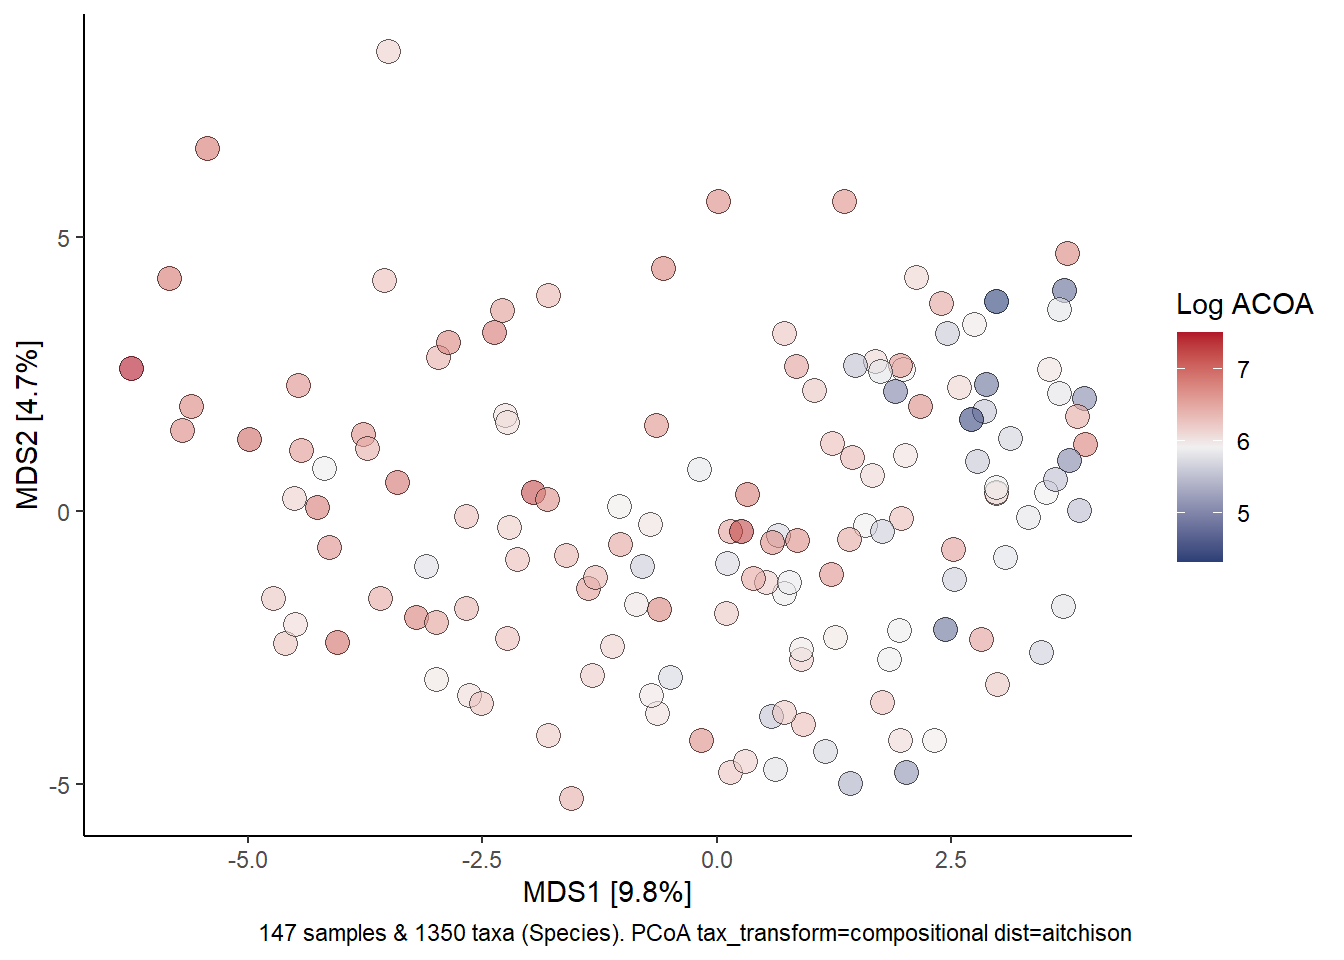 5
0
-5
MDS2 [4.7%]
-5.0
-2.5
0.0
2.5
MDS1 [9.8%]
147 samples & 1350 taxa (Species). PCoA tax_transform=compositional dist=aitchison
Log ACOA
7
6
5